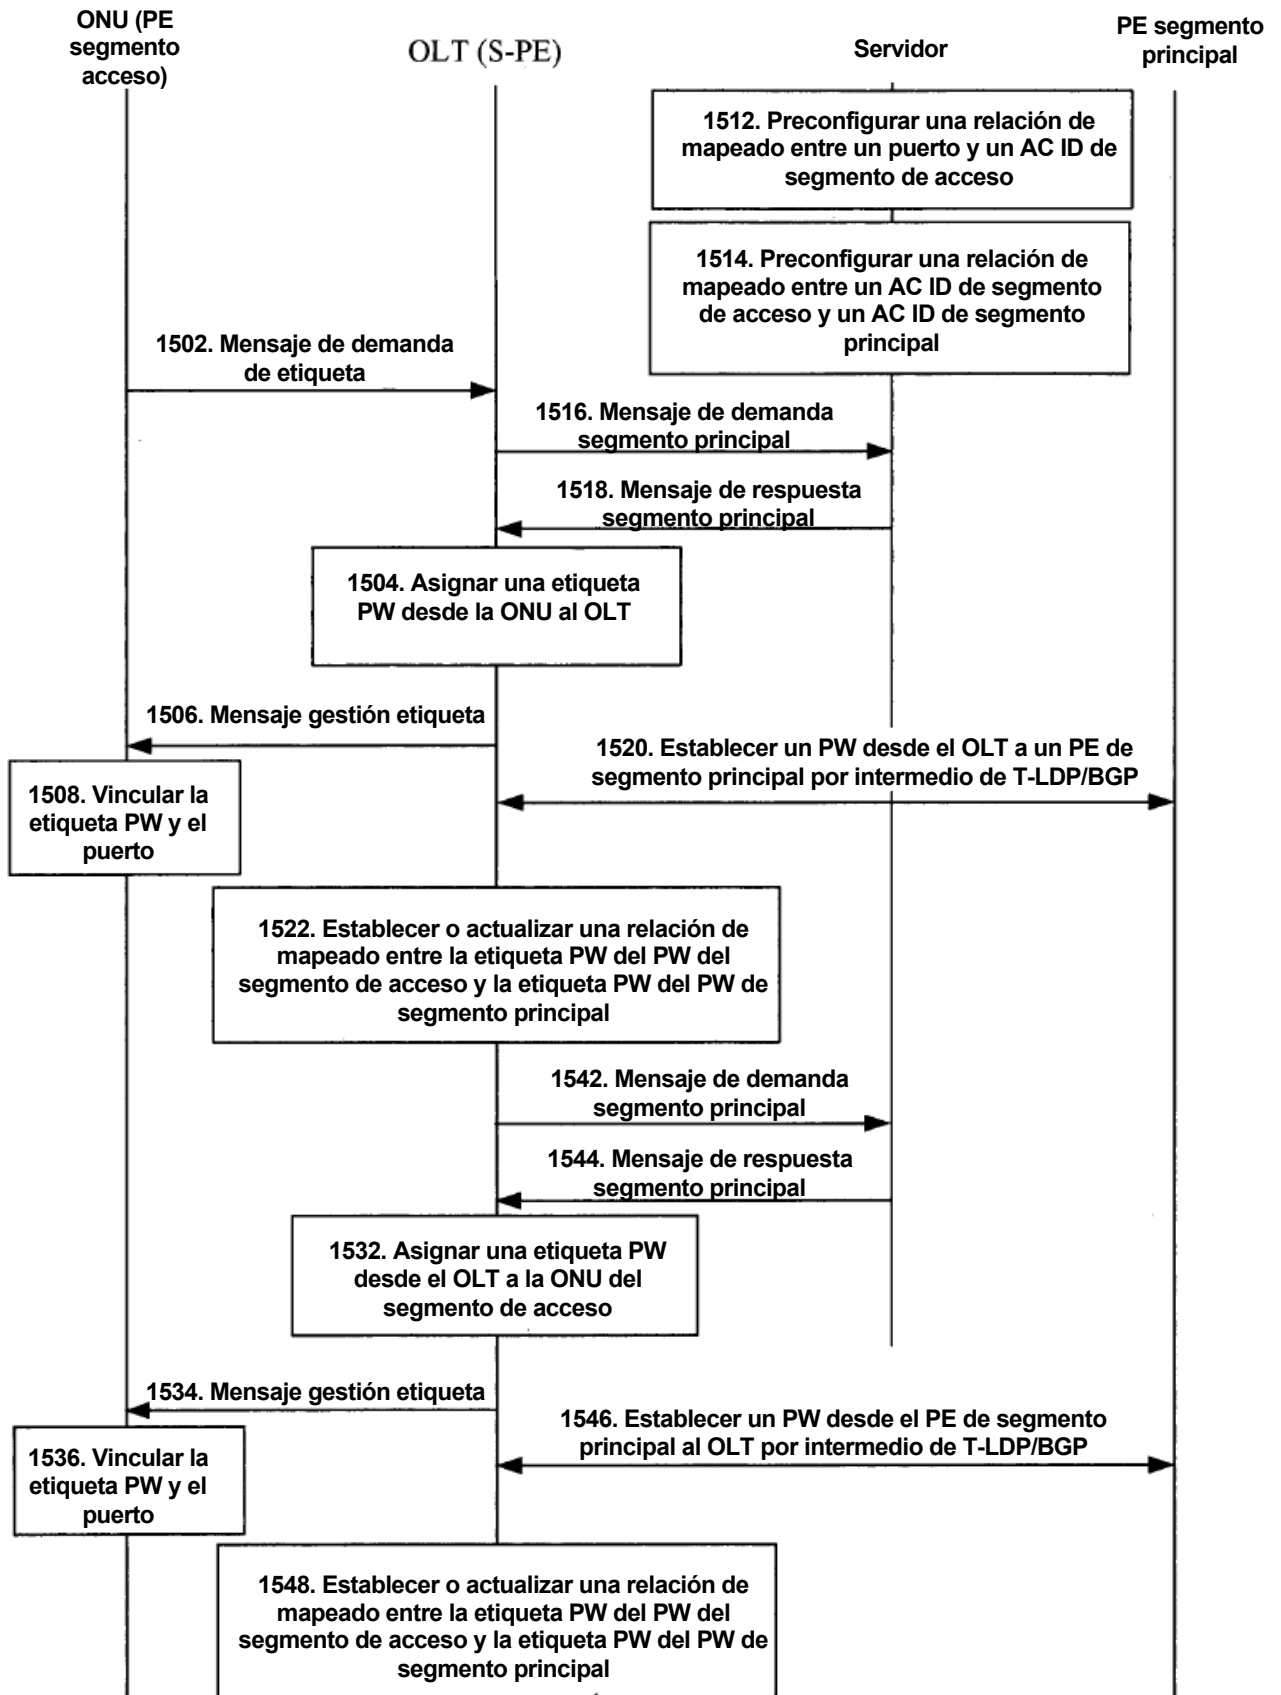 ONU (PE
segmento
acceso)
OLT (S-PE)
Servidor
PE segmento
principal
1512. Preconfigurar una relación de
mapeado entre un puerto y un AC ID de
segmento de acceso
1514. Preconfigurar una relación de
mapeado entre un AC ID de segmento
de acceso y un AC ID de segmento
principal
1502. Mensaje de demanda
de etiqueta
1516. Mensaje de demanda
segmento principal
1518. Mensaje de respuesta
segmento principal
1504. Asignar una etiqueta
PW desde la ONU al OLT
1506. Mensaje gestión etiqueta
1520. Establecer un PW desde el OLT a un PE de
segmento principal por intermedio de T-LDP/BGP
1508. Vincular la
etiqueta PW y el
puerto
1522. Establecer o actualizar una relación de
mapeado entre la etiqueta PW del PW del
segmento de acceso y la etiqueta PW del PW de
segmento principal
1542. Mensaje de demanda
segmento principal
1544. Mensaje de respuesta
segmento principal
1532. Asignar una etiqueta PW
desde el OLT a la ONU del
segmento de acceso
1534. Mensaje gestión etiqueta
1546. Establecer un PW desde el PE de segmento
principal al OLT por intermedio de T-LDP/BGP
1536. Vincular la
etiqueta PW y el
puerto
1548. Establecer o actualizar una relación de
mapeado entre la etiqueta PW del PW del
segmento de acceso y la etiqueta PW del PW de
segmento principal